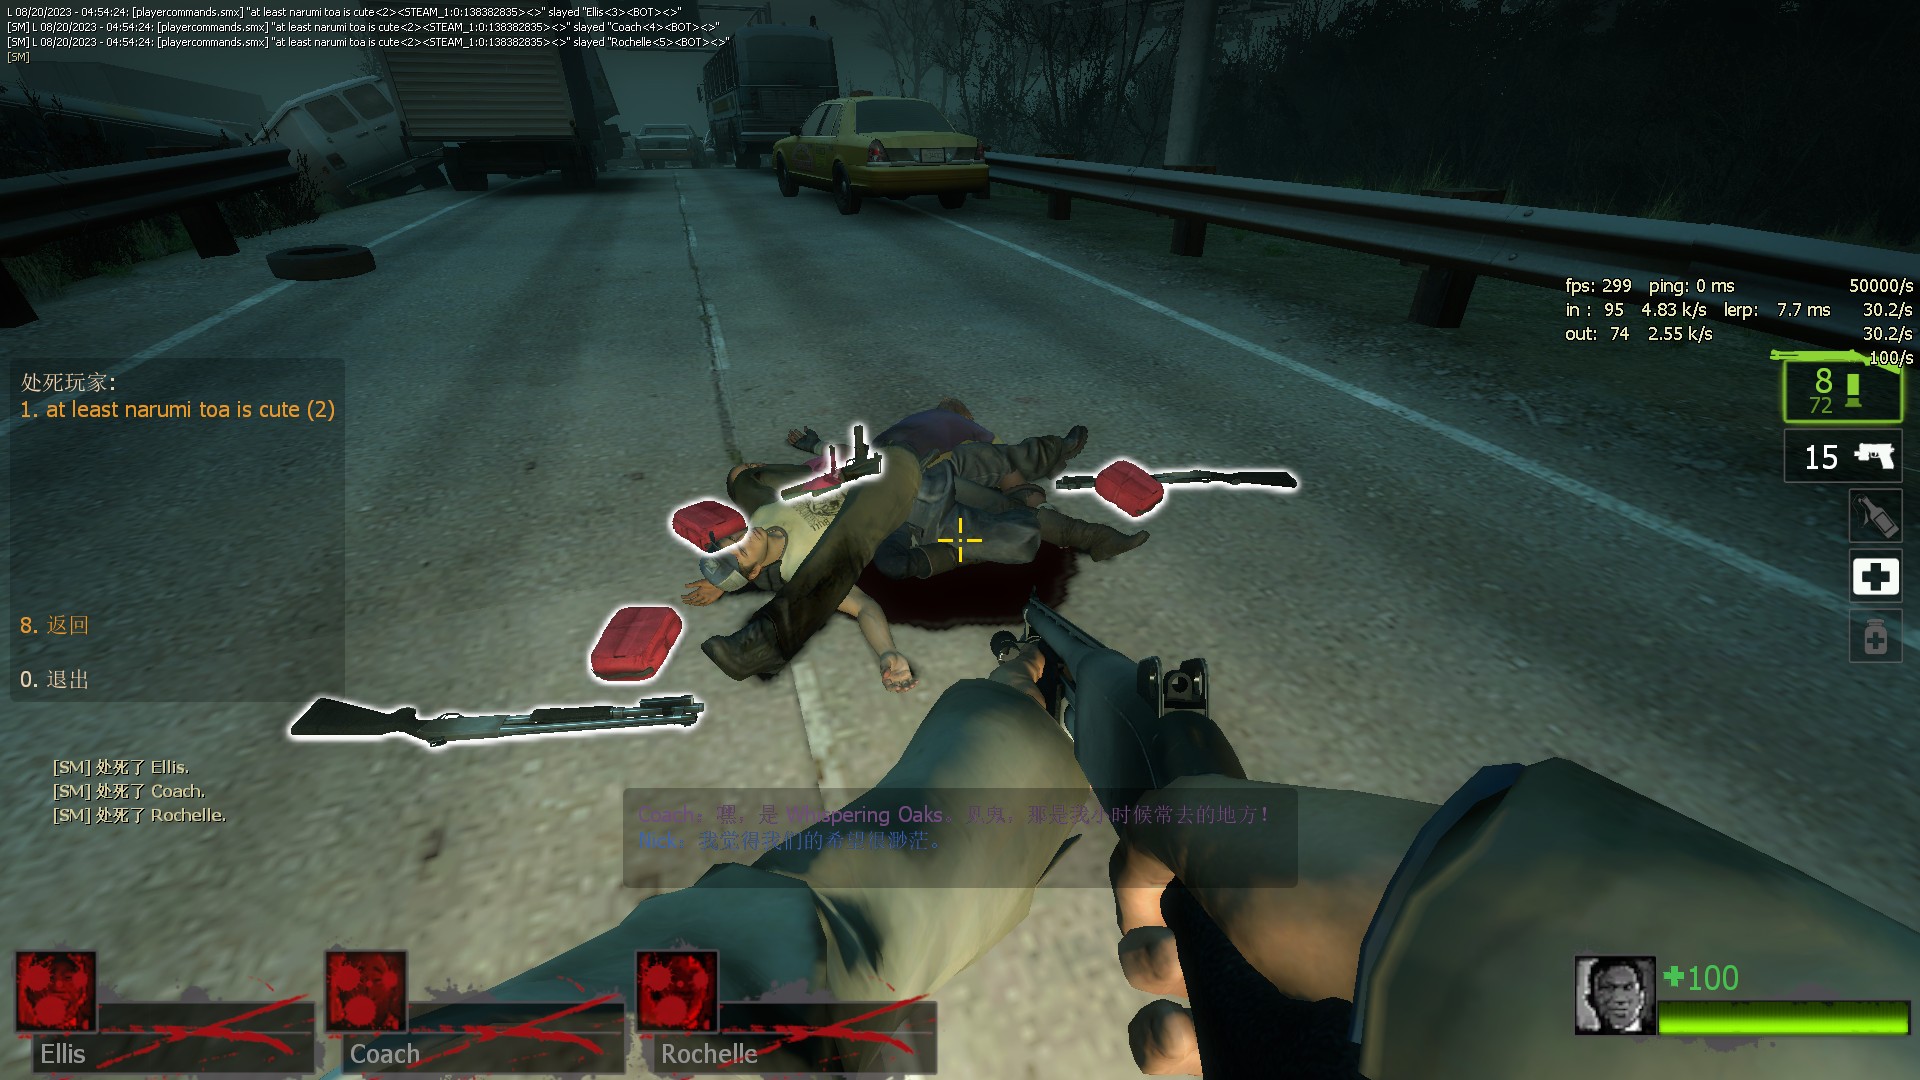 L 08/20/2023 - 04:54:24: [playercommands.smx] "at least narumi toa is cute<2><STEAM_1:0:138382835><>" slayed "Ellis<3><BOT><>"
[SM] L 08/20/2023 - 04:54:24: [playercommands.smx] "at least narumi toa is cute<2><STEAM_1:0:138382835><>" slayed "Coach<4><BOT><>"
[SM] L 08/20/2023 - 04:54:24: [playercommands.smx] "at least narumi toa is cute<2><STEAM_1:0:138382835><>" slayed "Rochelle<5><BOT><>"
[SM]
fps: 299 ping: 0 ms 50000/s
in : 95 4.83 k/s lerp: 7.7 ms 30.2/s
out: 74 2.55 k/s 30.2/s
100/s
8
72
15
处死玩家:
1. at least narumi toa is cute (2)
8. 返回
0. 退出
[SM] 处死了 Ellis.
[SM] 处死了 Coach.
[SM] 处死了 Rochelle.
Coach: 嘿，是 Whispering Oaks。见鬼，那是我小时候常去的地方！
Nick: 我觉得我们的希望很渺茫。
Ellis
Coach
Rochelle
+100